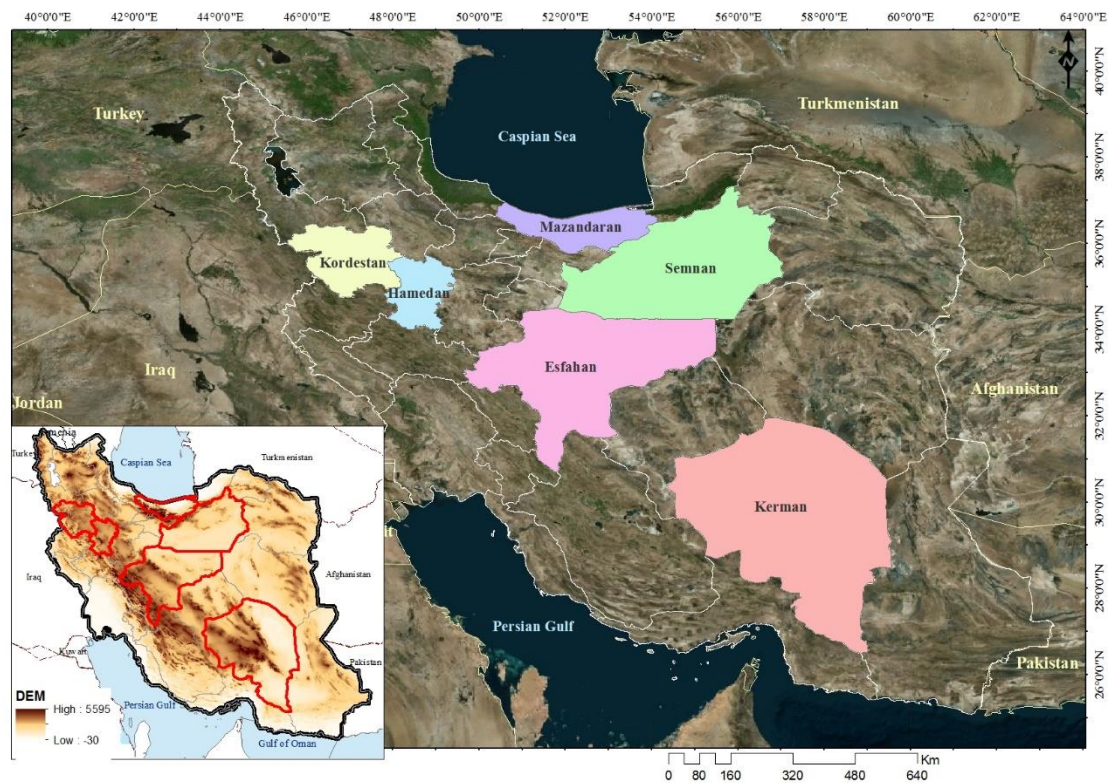 40°0'0"E 42°0'0"E 44°0'0"E 46°0'0"E 48°0'0"E 50°0'0"E 52°0'0"E 54°0'0"E 56°0'0"E 58°0'0"E 60°0'0"E 62°0'0"E 64°0'0"E
N
40°0'0"N
38°0'0"N
36°0'0"N
34°0'0"N
32°0'0"N
30°0'0"N
28°0'0"N
26°0'0"N
Turkey
Caspian Sea
Turkmenistan
Mazandaran
Kordestan
Hamedan
Semnan
Esfahan
Iraq
Afghanistan
Jordan
Kerman
Persian Gulf
Pakistan
Turkey
Caspian Sea
Turkmenistan
Iraq
Afghanistan
Kuwait
Pakistan
Persian Gulf
Gulf of Oman
DEM
High : 5595
Low : -30
Km
0 80 160 320 480 640